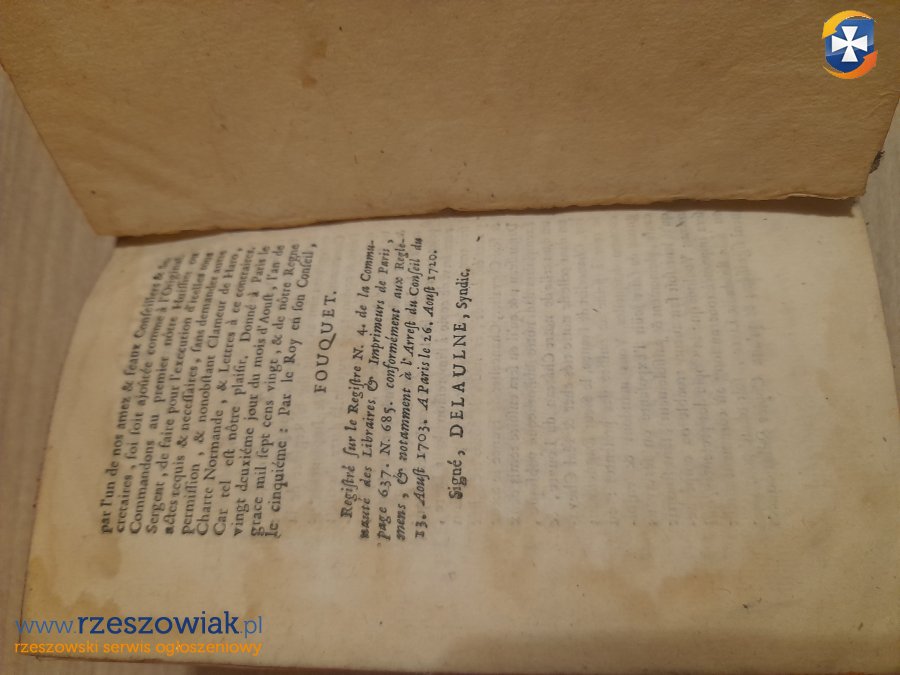 par l'un de nos amez & feaux Conseillers & Se-
cretaires, foi soit ajoûtée comme à l'Original.
Commandons au premier nôtre Huissier ou
Sergent, de faire pour l'execution d'icelles tous
actes requis & necessaires, sans demander autre
permission, & nonobstant Clameur de Haro,
Charte Normande, & Lettres à ce contraires,
Car tel est nôtre plaisir, Donné à Paris le
vingt deuxiéme jour du mois d'Aoust, l'an de
grace mil sept cens vingt, & de nôtre Regne
le cinquiéme : Par le Roy en son Conseil,
FOUQUET.
Registré sur le Registre N. 4. de la Commu-
nauté des Libraires & Imprimeurs de Paris,
page 637. N. 685. conformément aux Regle-
mens, & notamment à l'Arrest du Conseil du
13. Aoust 1703. A Paris le 26. Aoust 1720.
Signé, DELAULNE, Syndic.
www.rzeszowiak.pl
rzeszowski serwis ogłoszeniowy